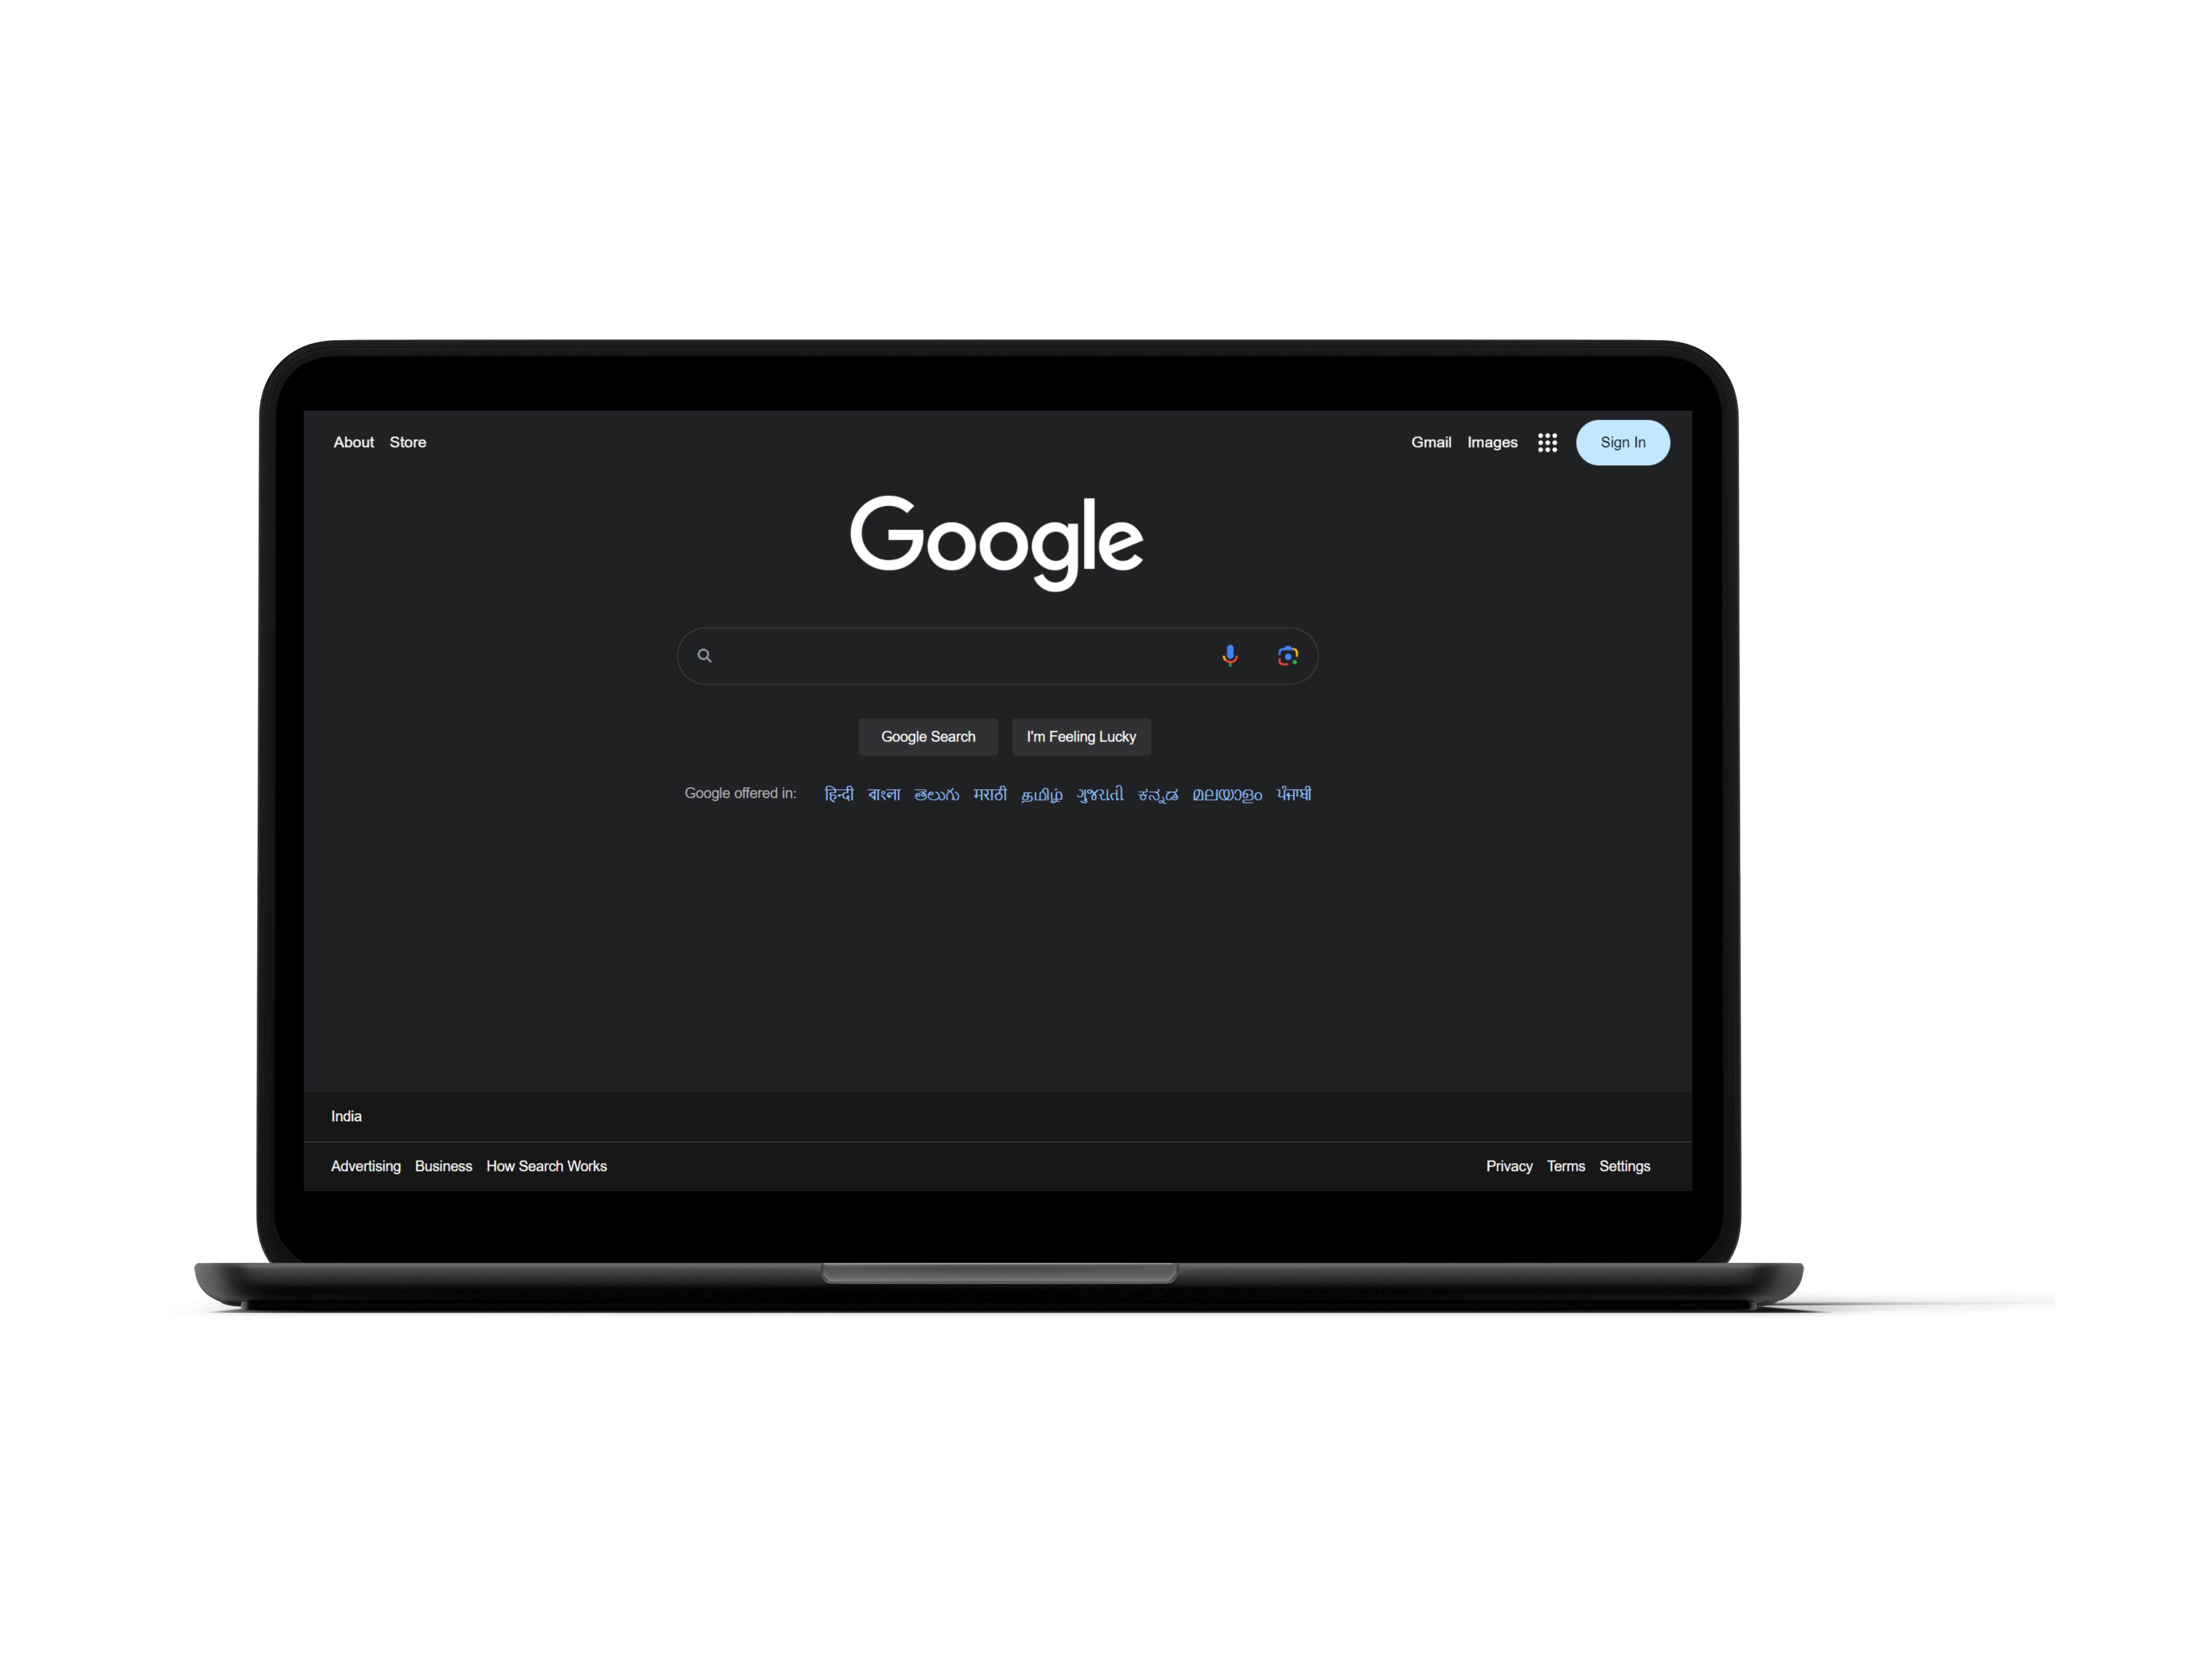 About Store Gmail Images Sign In
Google
Google Search I'm Feeling Lucky
Google offered in: हिन्दी বাংলা తెలుగు मराठी தமிழ் ગુજરાતી ಕನ್ನಡ മലയാളം ਪੰਜਾਬੀ
India
Advertising Business How Search Works Privacy Terms Settings